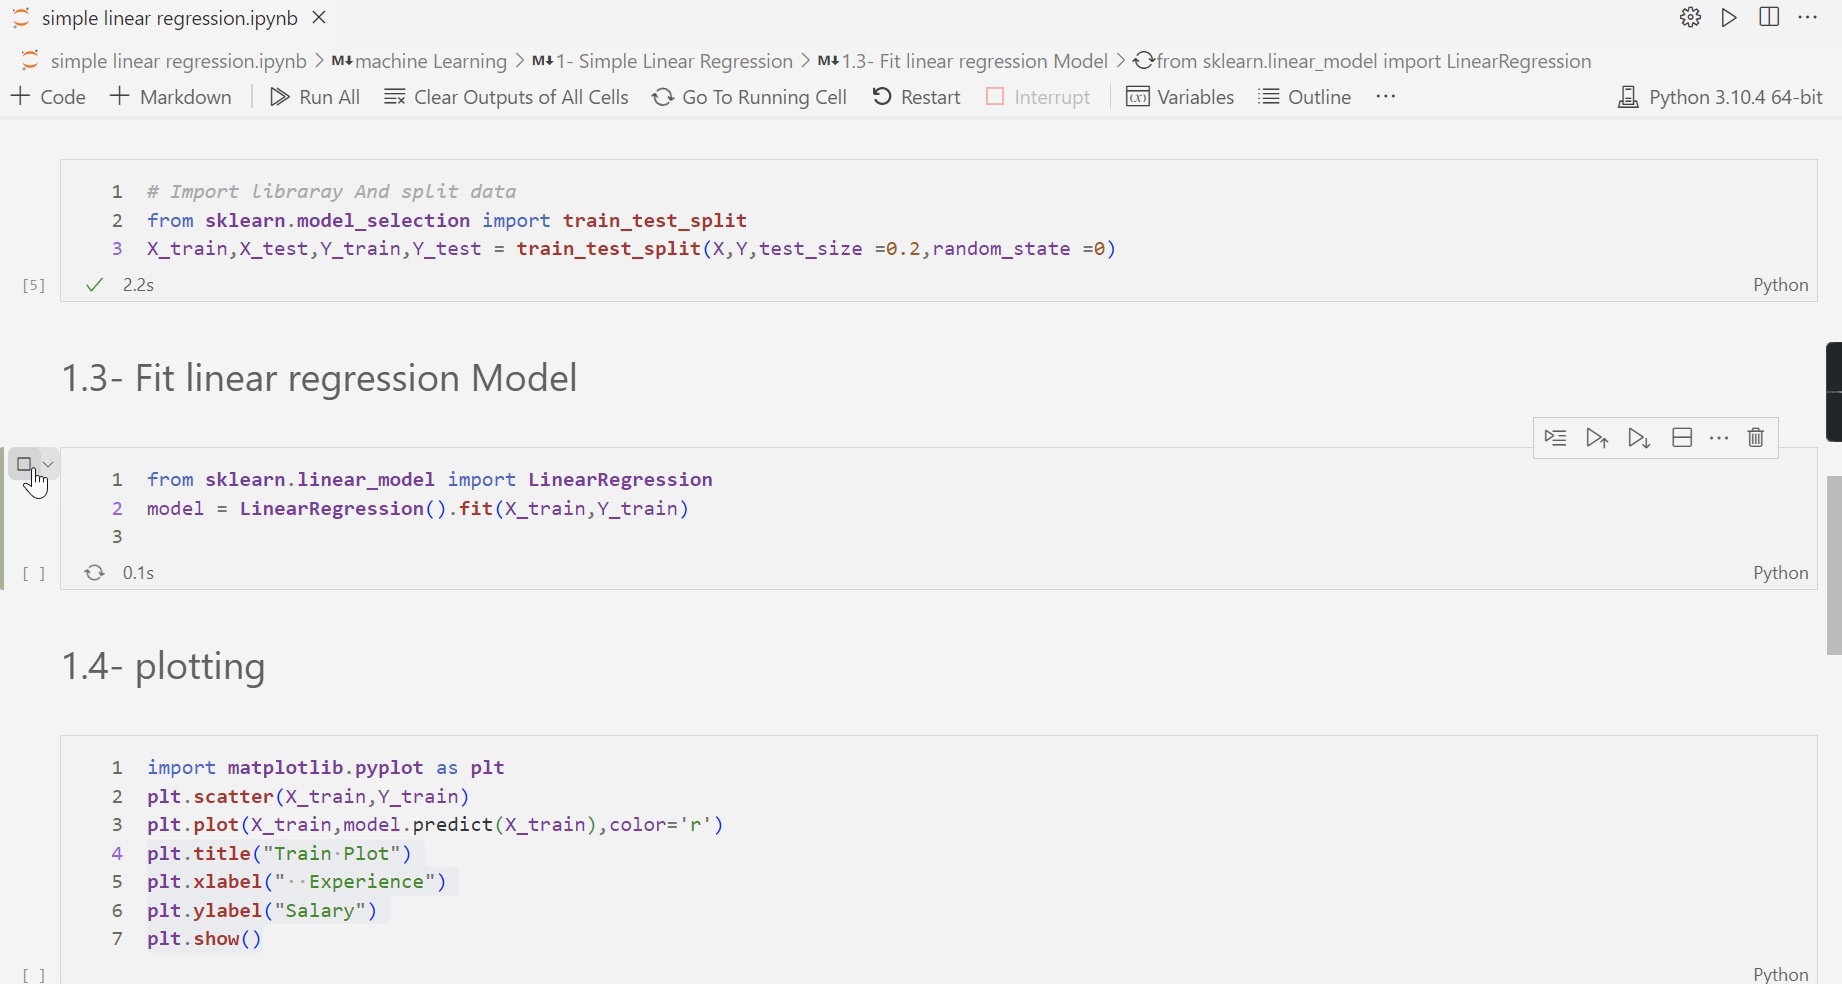 simple linear regression.ipynb
simple linear regression.ipynb > M↓ machine Learning > M↓ 1- Simple Linear Regression > M↓ 1.3- Fit linear regression Model > from sklearn.linear_model import LinearRegression
+ Code + Markdown Run All Clear Outputs of All Cells Go To Running Cell Restart Interrupt Variables Outline ... Python 3.10.4 64-bit
1 # Import libraray And split data
2 from sklearn.model_selection import train_test_split
3 X_train,X_test,Y_train,Y_test = train_test_split(X,Y,test_size =0.2,random_state =0)
[5] 2.2s Python
1.3- Fit linear regression Model
1 from sklearn.linear_model import LinearRegression
2 model = LinearRegression().fit(X_train,Y_train)
3
[ ] 0.1s Python
1.4- plotting
1 import matplotlib.pyplot as plt
2 plt.scatter(X_train,Y_train)
3 plt.plot(X_train,model.predict(X_train),color='r')
4 plt.title("Train·Plot")
5 plt.xlabel("··Experience")
6 plt.ylabel("Salary")
7 plt.show()
[ ] Python